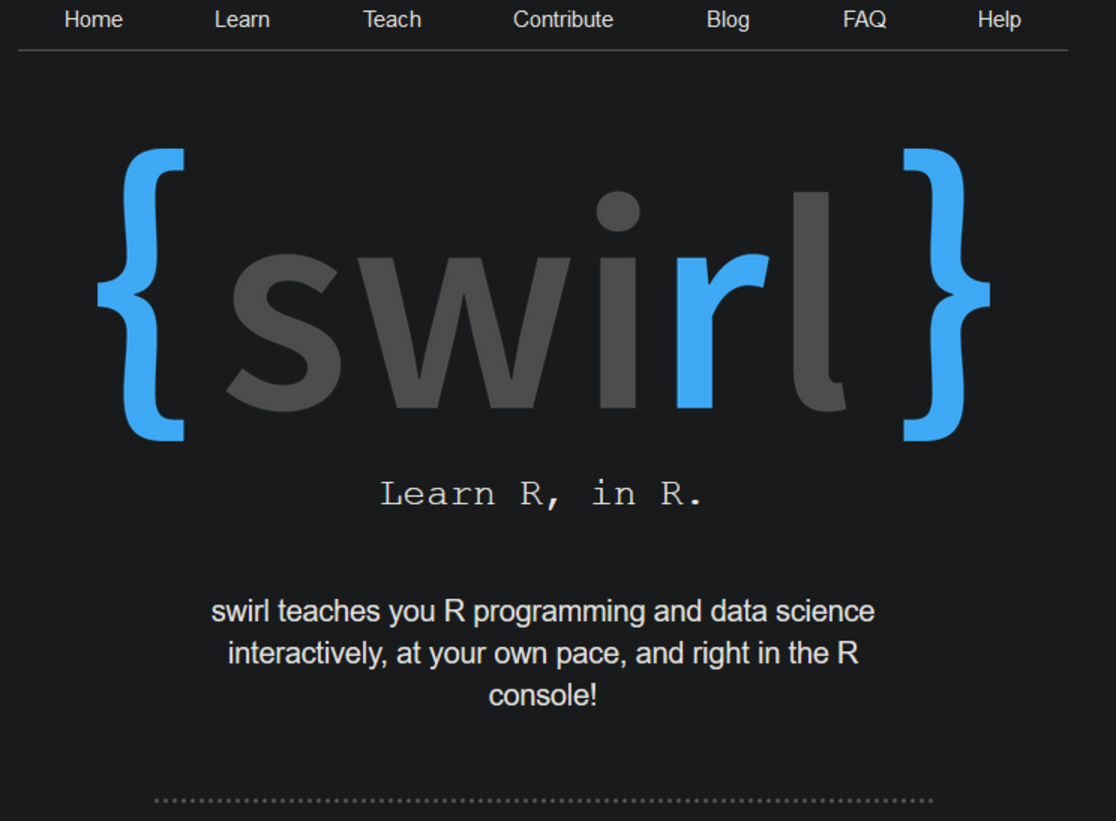 Home Learn Teach Contribute Blog FAQ Help
{swirl}
Learn R, in R.
swirl teaches you R programming and data science
interactively, at your own pace, and right in the R
console!